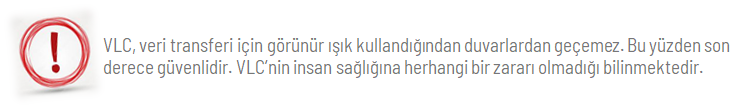 VLC, veri transferi için görünür ışık kullandığından duvarlardan geçemez. Bu yüzden son
derece güvenlidir. VLC’nin insan sağlığına herhangi bir zararı olmadığı bilinmektedir.